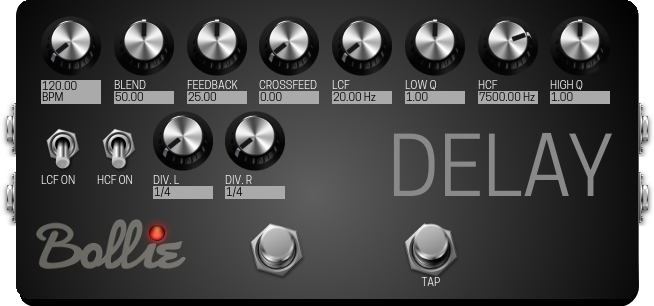 BLEND FEEDBACK CROSSFEED LCF LOW Q HCF HIGH Q
120.00 BPM 50.00 25.00 0.00 20.00 Hz 1.00 7500.00 Hz 1.00
LCF ON HCF ON DIV. L DIV. R
1/4 1/4
DELAY
Bollie
TAP